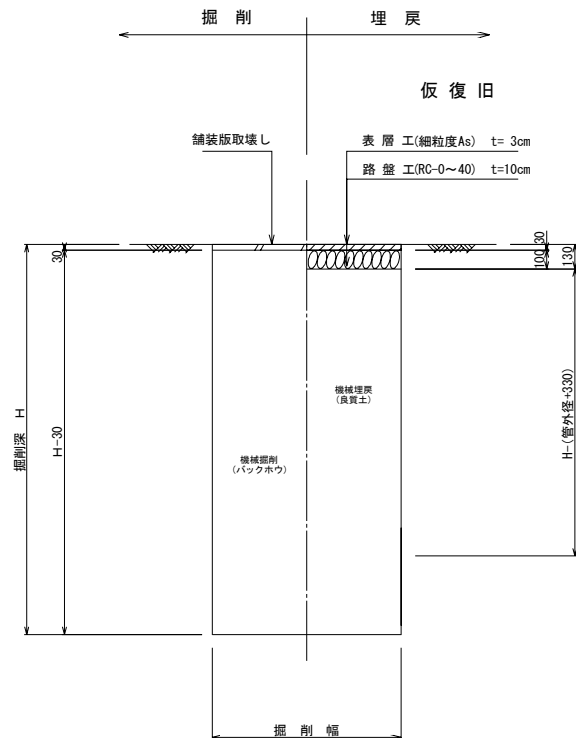 掘 削
埋 戻
仮 復 旧
舗装版取壊し
表 層 工(細粒度As) t= 3cm
路 盤 工(RC-0～40) t=10cm
30
30
100
130
掘削深 H
H-30
機械埋戻
(良質土)
機械掘削
(バックホウ)
H-(管外径+330)
掘 削 幅